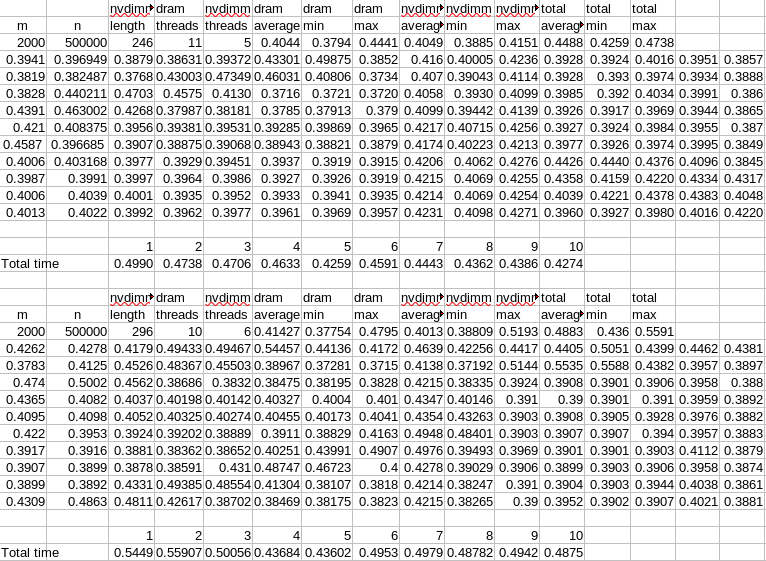 nvdimm dram nvdimm dram dram dram nvdimm nvdimm nvdimm total total total
m n length threads threads average min max averag min max averag min max
2000 500000 246 11 5 0.4044 0.3794 0.4441 0.4049 0.3885 0.4151 0.4488 0.4259 0.4738
0.3941 0.396949 0.3879 0.38631 0.39372 0.43301 0.49875 0.3852 0.416 0.40005 0.4236 0.3928 0.3924 0.4016 0.3951 0.3857
0.3819 0.382487 0.3768 0.43003 0.47349 0.46031 0.40806 0.3734 0.407 0.39043 0.4114 0.3928 0.393 0.3974 0.3934 0.3888
0.3828 0.440211 0.4703 0.4575 0.4130 0.3716 0.3721 0.3720 0.4058 0.3930 0.4099 0.3985 0.392 0.4034 0.3991 0.386
0.4391 0.463002 0.4268 0.37987 0.38181 0.3785 0.37913 0.379 0.4099 0.39442 0.4139 0.3926 0.3917 0.3969 0.3944 0.3865
0.421 0.408375 0.3956 0.39381 0.39531 0.39285 0.39869 0.3965 0.4217 0.40715 0.4256 0.3927 0.3924 0.3984 0.3955 0.387
0.4587 0.396685 0.3907 0.38875 0.39068 0.38943 0.38821 0.3879 0.4174 0.40223 0.4213 0.3977 0.3926 0.3974 0.3995 0.3849
0.4006 0.403168 0.3977 0.3929 0.39451 0.3937 0.3919 0.3915 0.4206 0.4062 0.4276 0.4426 0.4440 0.4376 0.4096 0.3845
0.3987 0.3991 0.3997 0.3964 0.3986 0.3927 0.3926 0.3919 0.4215 0.4069 0.4255 0.4358 0.4159 0.4220 0.4334 0.4317
0.4006 0.4039 0.4001 0.3935 0.3952 0.3933 0.3941 0.3935 0.4214 0.4069 0.4254 0.4039 0.4221 0.4378 0.4383 0.4048
0.4013 0.4022 0.3992 0.3962 0.3977 0.3961 0.3969 0.3957 0.4231 0.4098 0.4271 0.3960 0.3927 0.3980 0.4016 0.4220
1 2 3 4 5 6 7 8 9 10
Total time 0.4990 0.4738 0.4706 0.4633 0.4259 0.4591 0.4443 0.4362 0.4386 0.4274
nvdimm dram nvdimm dram dram dram nvdimm nvdimm nvdimm total total total
m n length threads threads average min max averag min max averag min max
2000 500000 296 10 6 0.41427 0.37754 0.4795 0.4013 0.38809 0.5193 0.4883 0.436 0.5591
0.4262 0.4278 0.4179 0.49433 0.49467 0.54457 0.44136 0.4172 0.4639 0.42256 0.4417 0.4405 0.5051 0.4399 0.4462 0.4381
0.3783 0.4125 0.4526 0.48367 0.45503 0.38967 0.37281 0.3715 0.4138 0.37192 0.5144 0.5535 0.5588 0.4382 0.3957 0.3897
0.474 0.5002 0.4562 0.38686 0.3832 0.38475 0.38195 0.3828 0.4215 0.38335 0.3924 0.3908 0.3901 0.3906 0.3958 0.388
0.4365 0.4082 0.4037 0.40198 0.40142 0.40327 0.4004 0.401 0.4347 0.40146 0.391 0.39 0.3901 0.391 0.3959 0.3892
0.4095 0.4098 0.4052 0.40325 0.40274 0.40455 0.40173 0.4041 0.4354 0.43263 0.3903 0.3908 0.3905 0.3928 0.3976 0.3882
0.422 0.3953 0.3924 0.39202 0.38889 0.3911 0.38829 0.4163 0.4948 0.48401 0.3903 0.3907 0.3907 0.394 0.3957 0.3883
0.3917 0.3916 0.3881 0.38362 0.38652 0.40251 0.43991 0.4907 0.4976 0.39493 0.3969 0.3901 0.3901 0.3903 0.4112 0.3879
0.3907 0.3899 0.3878 0.38591 0.431 0.48747 0.46723 0.4 0.4278 0.39029 0.3906 0.3899 0.3903 0.3906 0.3958 0.3874
0.3899 0.3892 0.4331 0.49385 0.48554 0.41304 0.38107 0.3818 0.4214 0.38247 0.391 0.3904 0.3903 0.3944 0.4038 0.3861
0.4309 0.4863 0.4811 0.42617 0.38702 0.38469 0.38175 0.3823 0.4215 0.38265 0.39 0.3952 0.3902 0.3907 0.4021 0.3881
1 2 3 4 5 6 7 8 9 10
Total time 0.5449 0.55907 0.50056 0.43684 0.43602 0.4953 0.4979 0.48782 0.4942 0.4875